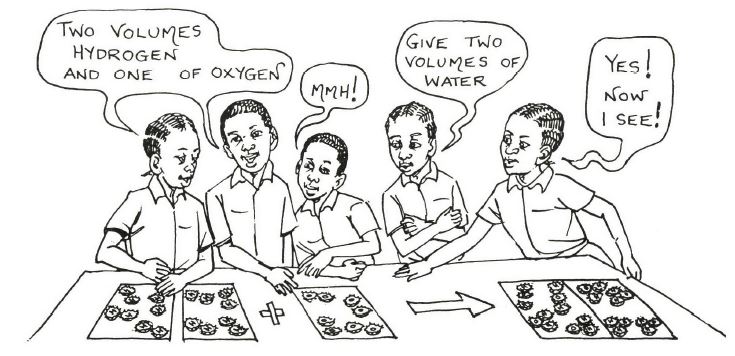 TWO VOLUMES
HYDROGEN
AND ONE OF OXYGEN
MMH!
GIVE TWO
VOLUMES OF
WATER
YES!
NOW
I SEE!
+